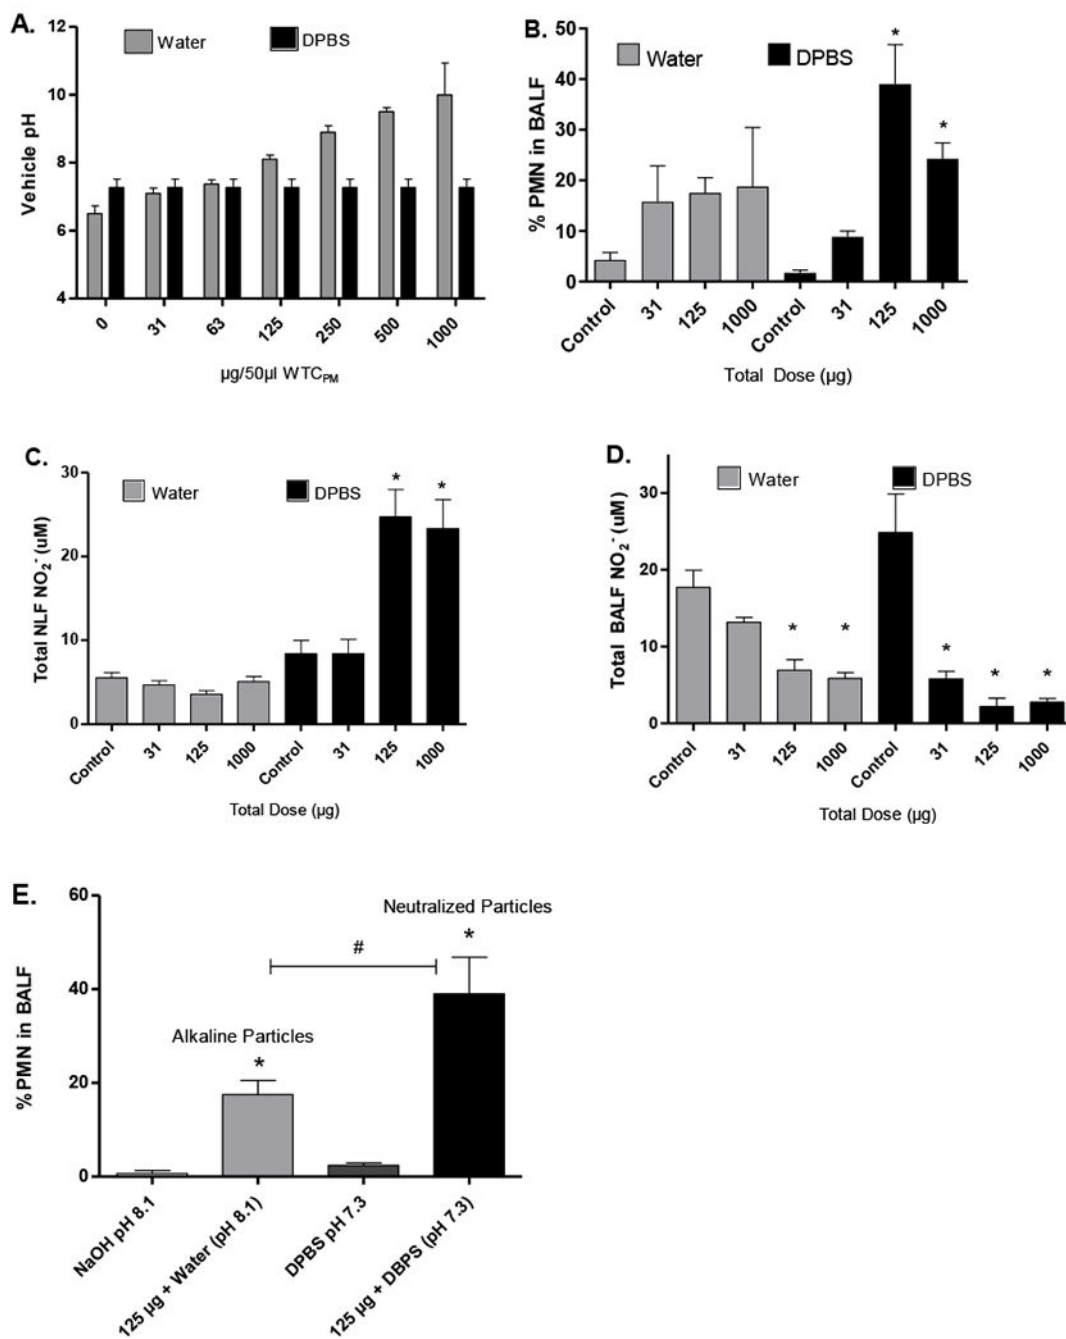 A.
Water
DPBS
12
10
8
6
4
Vehicle pH
0
31
63
125
250
500
1000
µg/50µl WTCPM
B.
Water
DPBS
*
*
50
40
30
20
10
0
% PMN in BALF
Control
31
125
1000
Control
31
125
1000
Total Dose (µg)
C.
Water
DPBS
*
*
30
20
10
0
Total NLF NO2- (uM)
Control
31
125
1000
Control
31
125
1000
Total Dose (µg)
D.
Water
DPBS
30
20
10
0
Total BALF NO2- (uM)
*
*
*
*
*
Control
31
125
1000
Control
31
125
1000
Total Dose (µg)
E.
60
40
20
0
%PMN in BALF
Neutralized Particles
*
#
Alkaline Particles
*
NaOH pH 8.1
125 µg + Water (pH 8.1)
DPBS pH 7.3
125 µg + DBPS (pH 7.3)